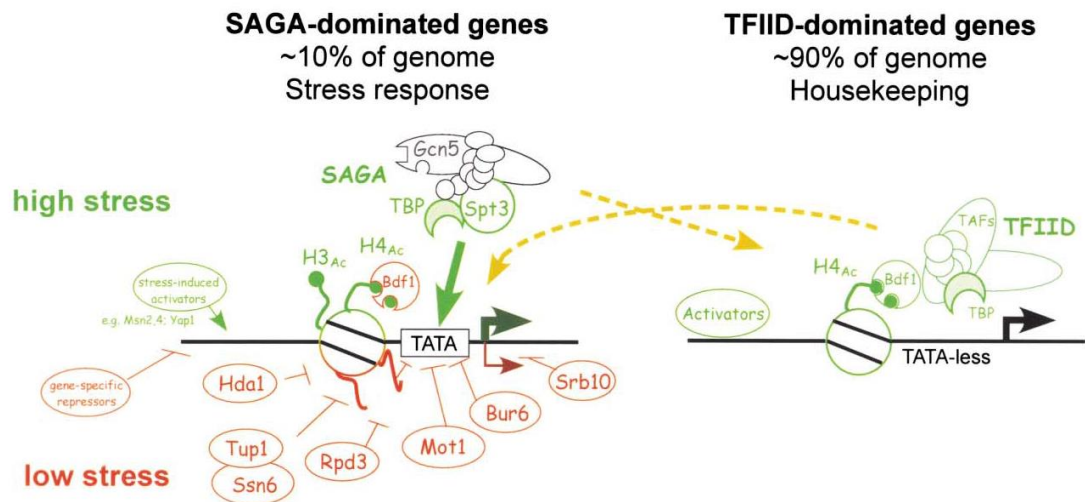 SAGA-dominated genes
~10% of genome
Stress response
TFIID-dominated genes
~90% of genome
Housekeeping
high stress
Gcn5
SAGA
TBP
Spt3
H3Ac
H4Ac
Bdf1
stress-induced
activators
e.g. Msn2,4; Yap1
TATA
gene-specific
repressors
Hda1
Tup1
Ssn6
Rpd3
Mot1
Bur6
Srb10
low stress
TAFs
TFIID
H4Ac
Bdf1
TBP
Activators
TATA-less